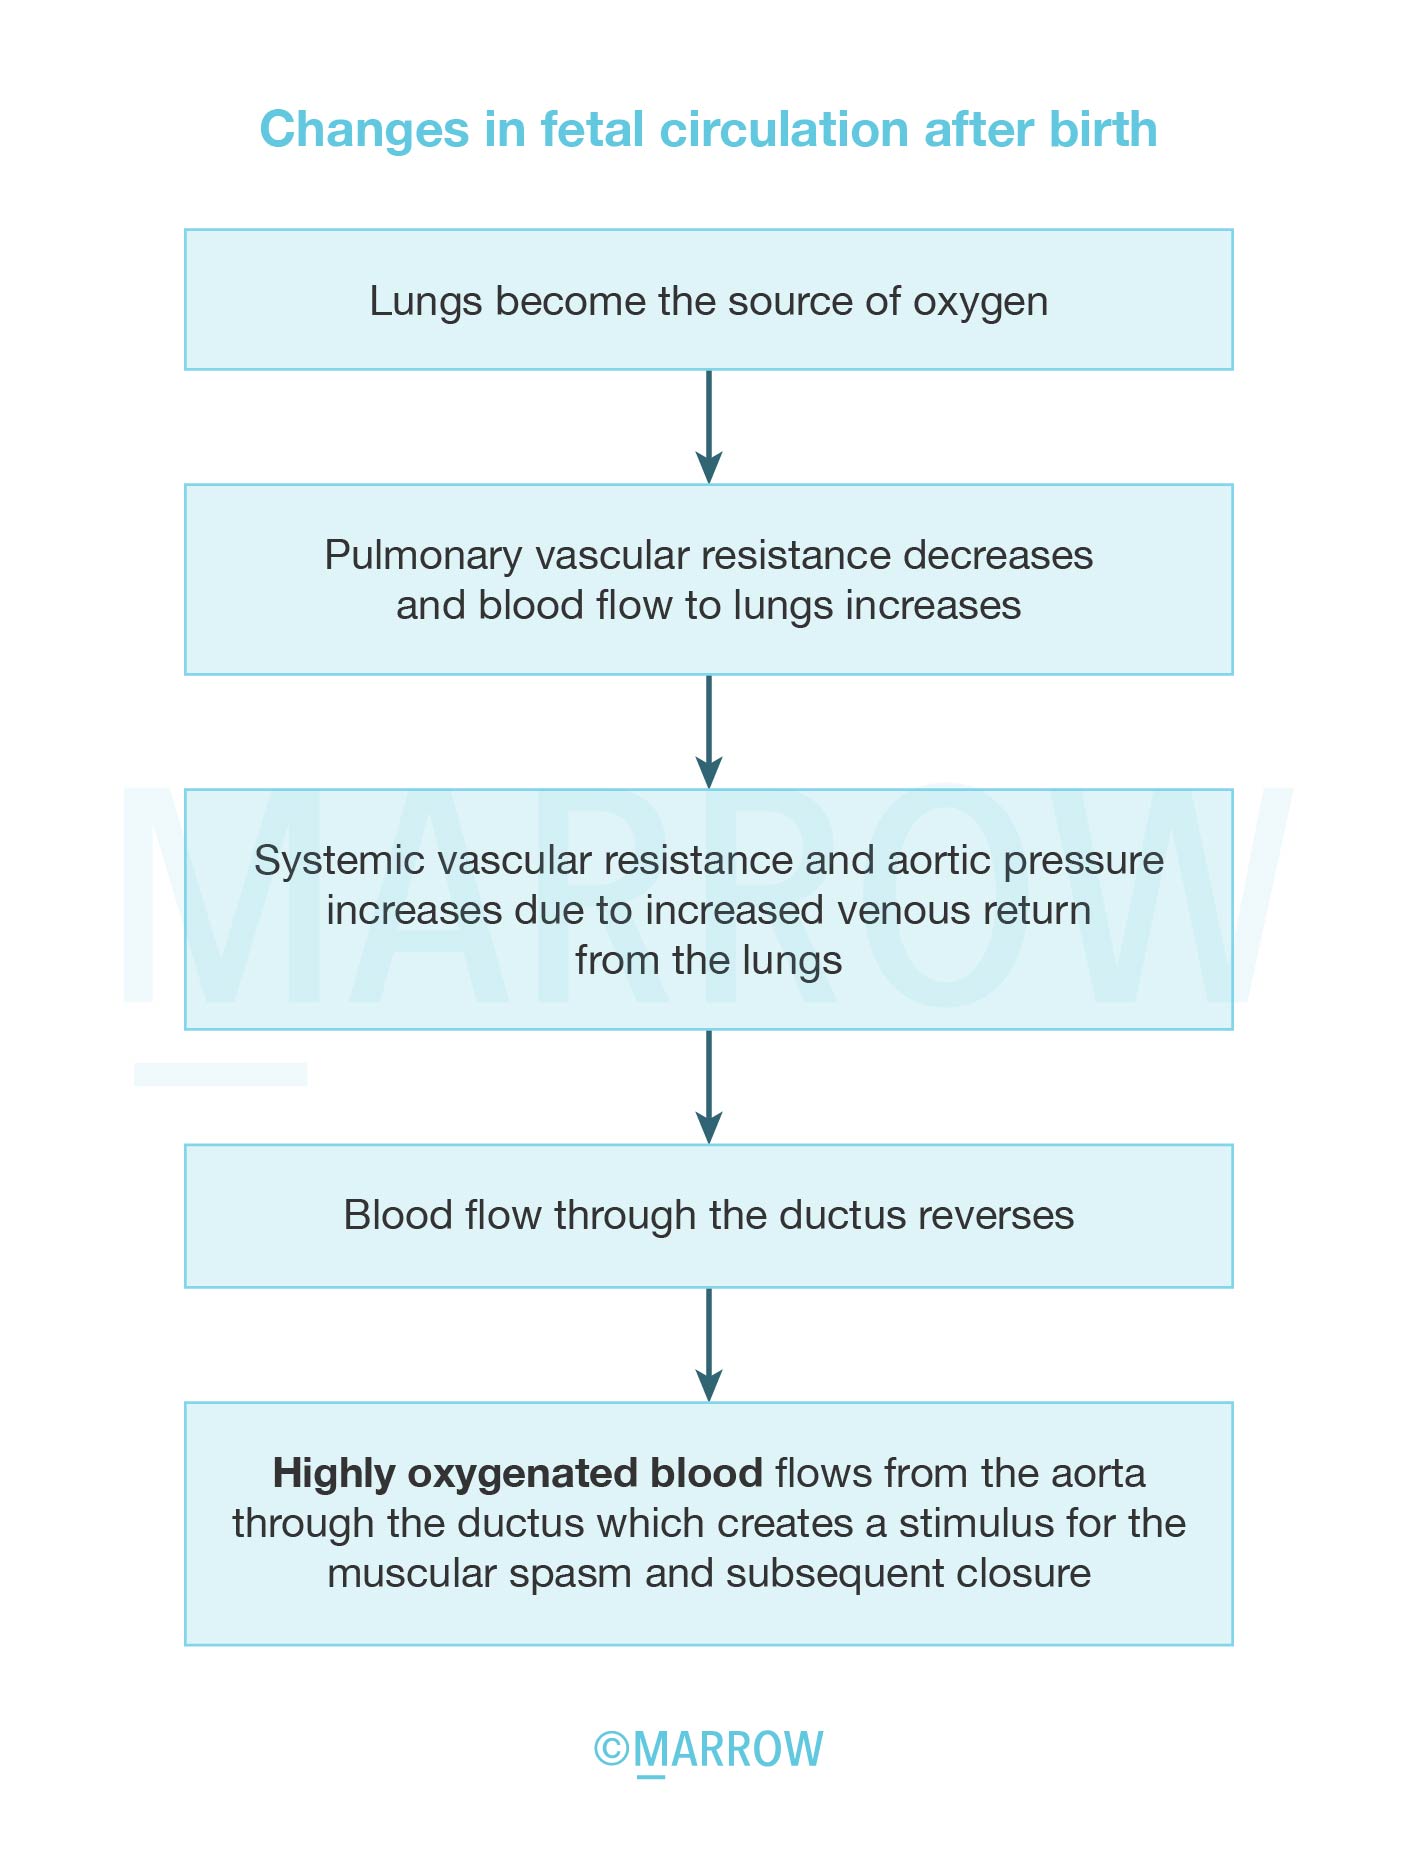 Changes in fetal circulation after birth
Lungs become the source of oxygen
Pulmonary vascular resistance decreases
and blood flow to lungs increases
MARROW
Systemic vascular resistance and aortic pressure
increases due to increased venous return
from the lungs
Blood flow through the ductus reverses
Highly oxygenated blood flows from the aorta
through the ductus which creates a stimulus for the
muscular spasm and subsequent closure
©MARROW